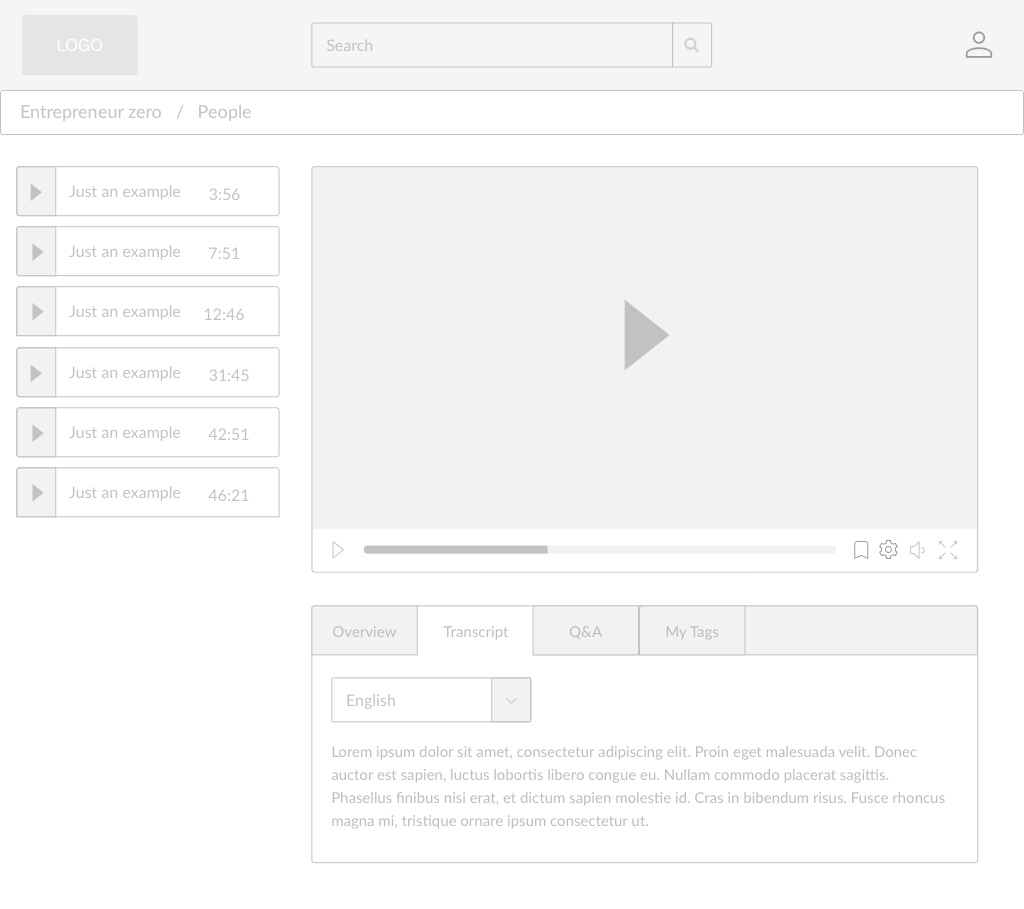 LOGO
Search
Entrepreneur zero / People
Just an example 3:56
Just an example 7:51
Just an example 12:46
Just an example 31:45
Just an example 42:51
Just an example 46:21
Overview Transcript Q&A My Tags
English
Lorem ipsum dolor sit amet, consectetur adipiscing elit. Proin eget malesuada velit. Donec
auctor est sapien, luctus lobortis libero congue eu. Nullam commodo placerat sagittis.
Phasellus finibus nisi erat, et dictum sapien molestie id. Cras in bibendum risus. Fusce rhoncus
magna mi, tristique ornare ipsum consectetur ut.